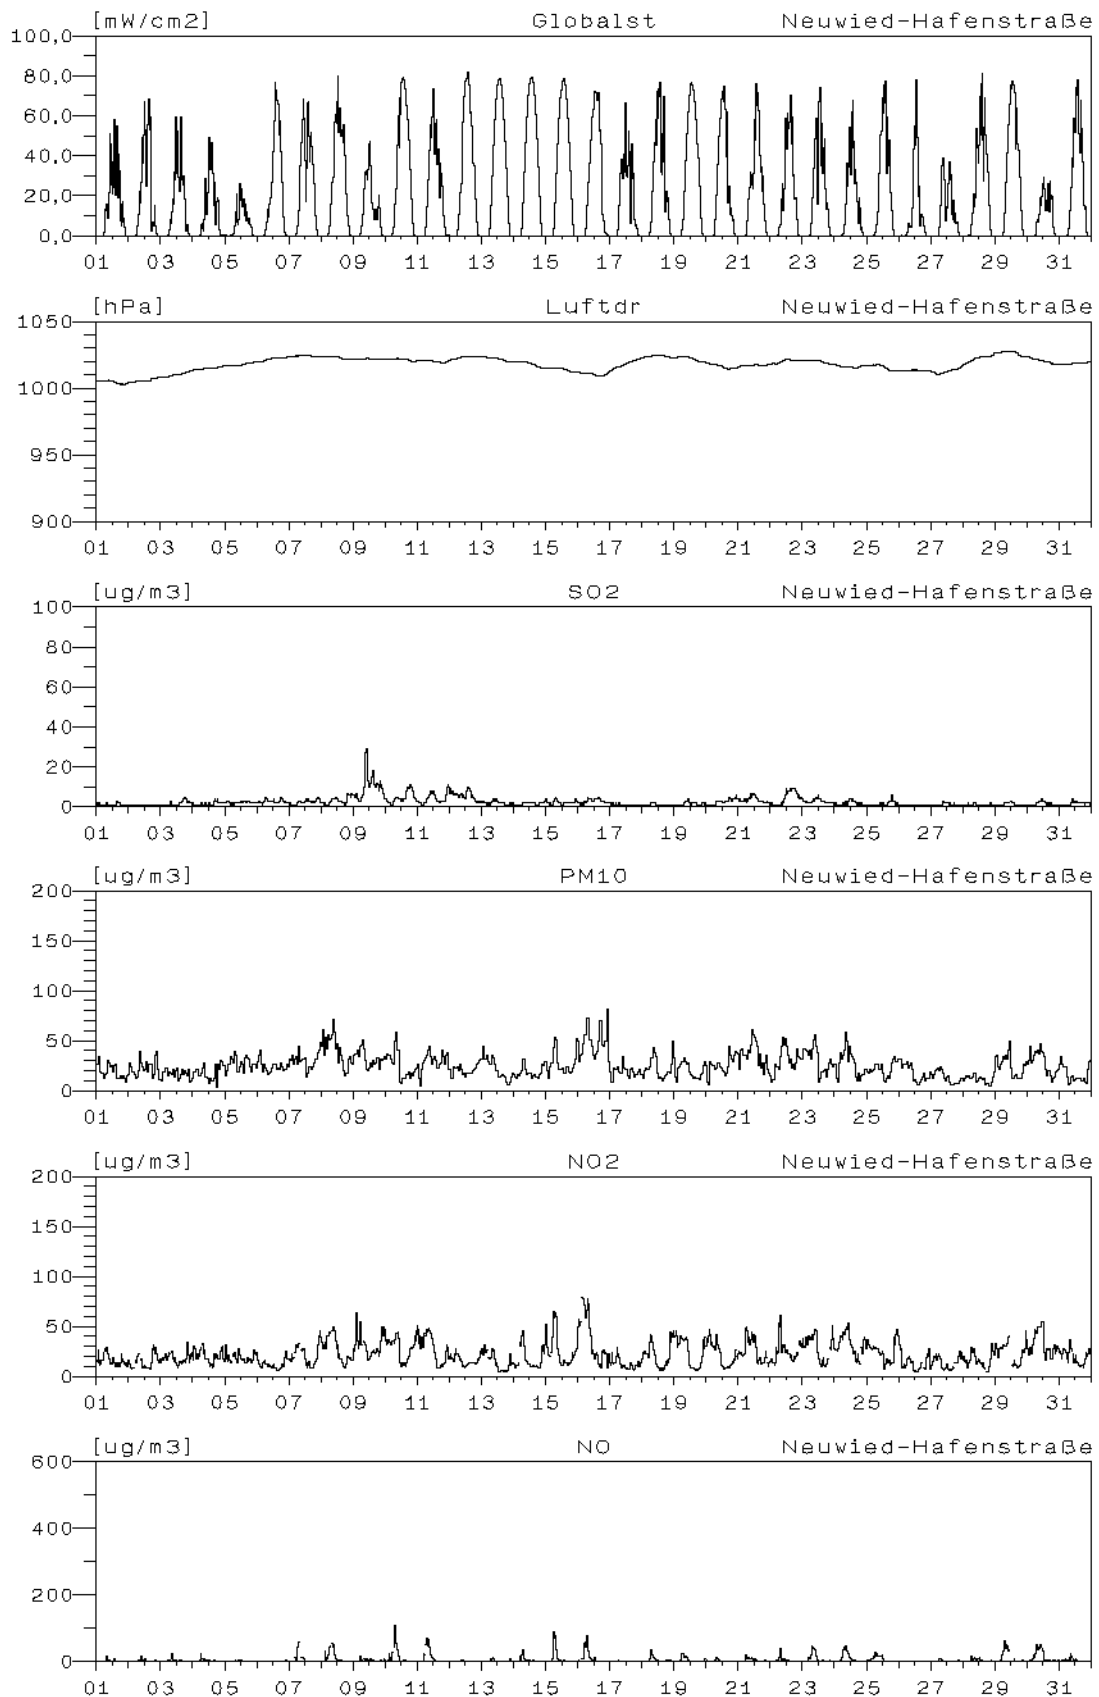 [mW/cm2] Globalst Neuwied-Hafenstraße
100,0
80,0
60,0
40,0
20,0
0,0
01 03 05 07 09 11 13 15 17 19 21 23 25 27 29 31
[hPa] Luftdr Neuwied-Hafenstraße
1050
1000
950
900
01 03 05 07 09 11 13 15 17 19 21 23 25 27 29 31
[ug/m3] SO2 Neuwied-Hafenstraße
100
80
60
40
20
0
01 03 05 07 09 11 13 15 17 19 21 23 25 27 29 31
[ug/m3] PM10 Neuwied-Hafenstraße
200
150
100
50
0
01 03 05 07 09 11 13 15 17 19 21 23 25 27 29 31
[ug/m3] NO2 Neuwied-Hafenstraße
200
150
100
50
0
01 03 05 07 09 11 13 15 17 19 21 23 25 27 29 31
[ug/m3] NO Neuwied-Hafenstraße
600
400
200
0
01 03 05 07 09 11 13 15 17 19 21 23 25 27 29 31